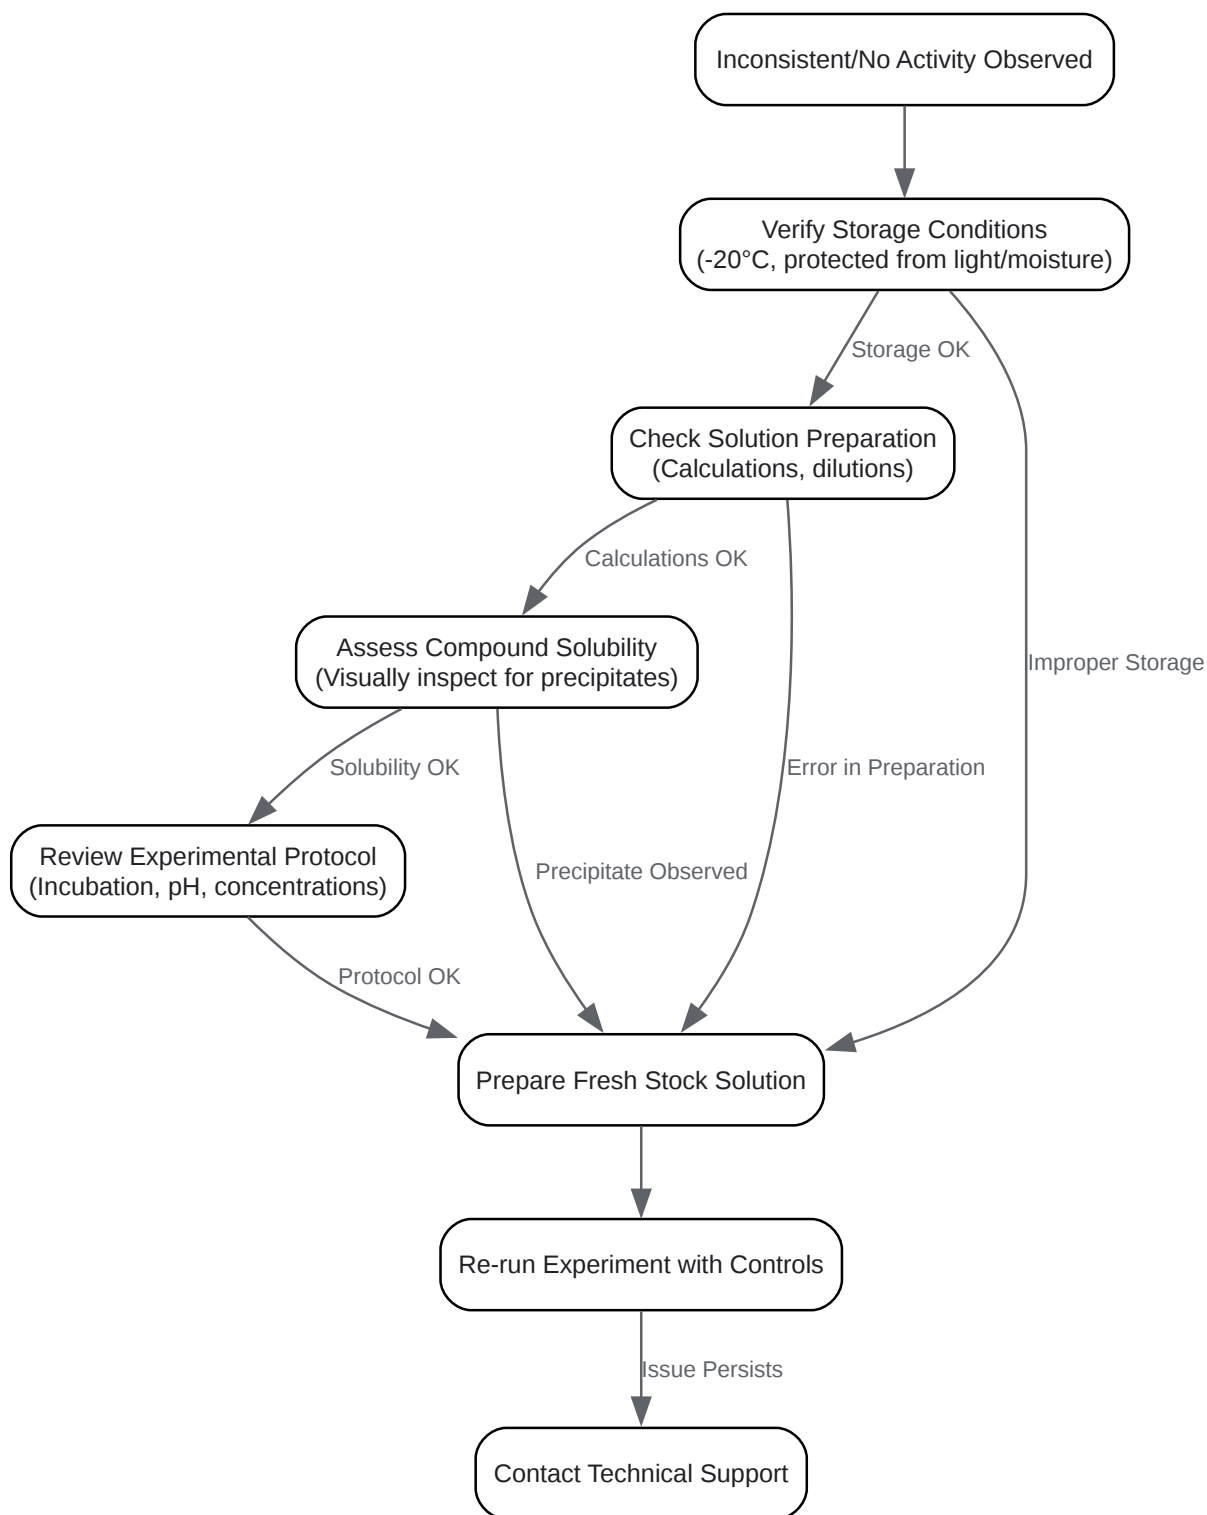 Inconsistent/No Activity Observed
Verify Storage Conditions
(-20°C, protected from light/moisture)
Storage OK
Check Solution Preparation
(Calculations, dilutions)
Calculations OK
Assess Compound Solubility
(Visually inspect for precipitates)
Improper Storage
Solubility OK
Error in Preparation
Review Experimental Protocol
(Incubation, pH, concentrations)
Precipitate Observed
Protocol OK
Prepare Fresh Stock Solution
Re-run Experiment with Controls
Issue Persists
Contact Technical Support